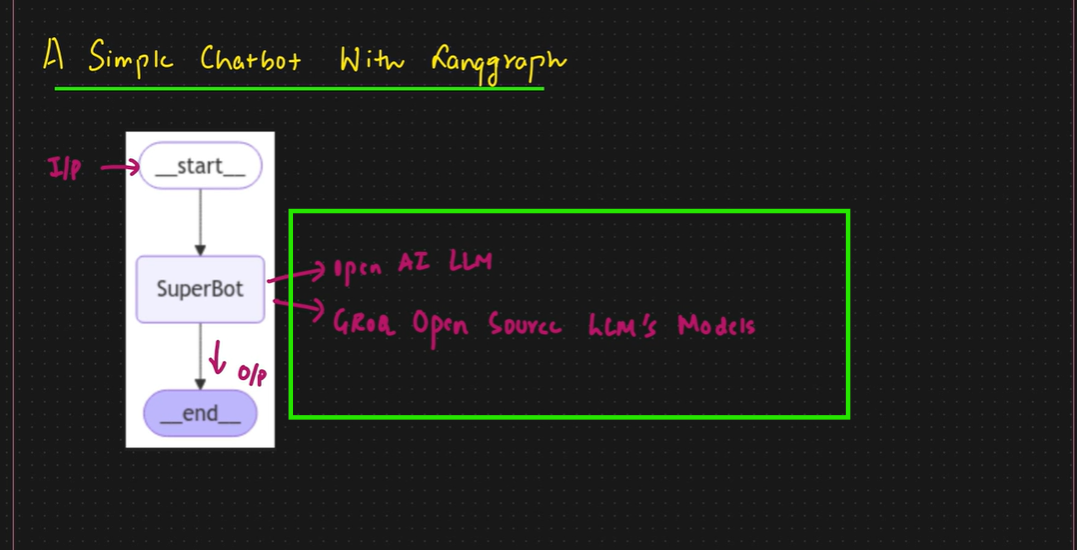 A Simple Chatbot With Langgraph
I/P
__start__
SuperBot
Open AI LLM
GROQ Open Source LLM's Models
O/P
__end__